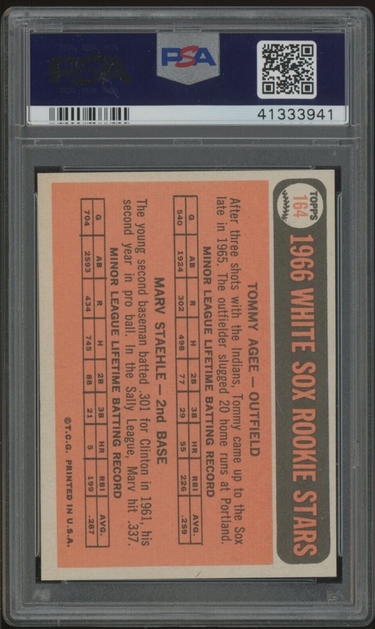 PSA
PSA
41333941
TOPPS
164
1966 WHITE SOX ROOKIE STARS
TOMMY AGEE — OUTFIELD
After three shots with the Indians, Tommy came up to the Sox
late in 1965. The outfielder slugged 20 home runs at Portland.
MINOR LEAGUE LIFETIME BATTING RECORD
G AB R H 2B 3B HR RBI AVG.
540 1924 302 498 77 29 55 226 .259
MARV STAEHLE — 2nd BASE
The young second baseman batted .301 for Clinton in 1961, his
second year in pro ball. In the Sally League, Marv hit .337.
MINOR LEAGUE LIFETIME BATTING RECORD
G AB R H 2B 3B HR RBI AVG.
704 2593 434 745 88 21 5 199 .287
©T.C.G. PRINTED IN U.S.A.